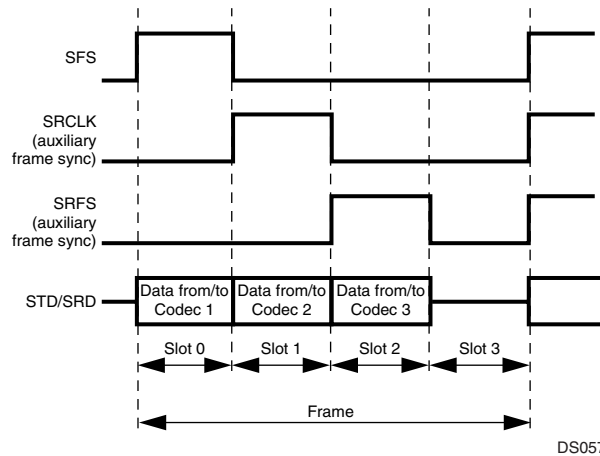 SFS
SRCLK
(auxiliary
frame sync)
SRFS
(auxiliary
frame sync)
STD/SRD
Data from/to
Codec 1
Data from/to
Codec 2
Data from/to
Codec 3
Slot 0
Slot 1
Slot 2
Slot 3
Frame
DS057